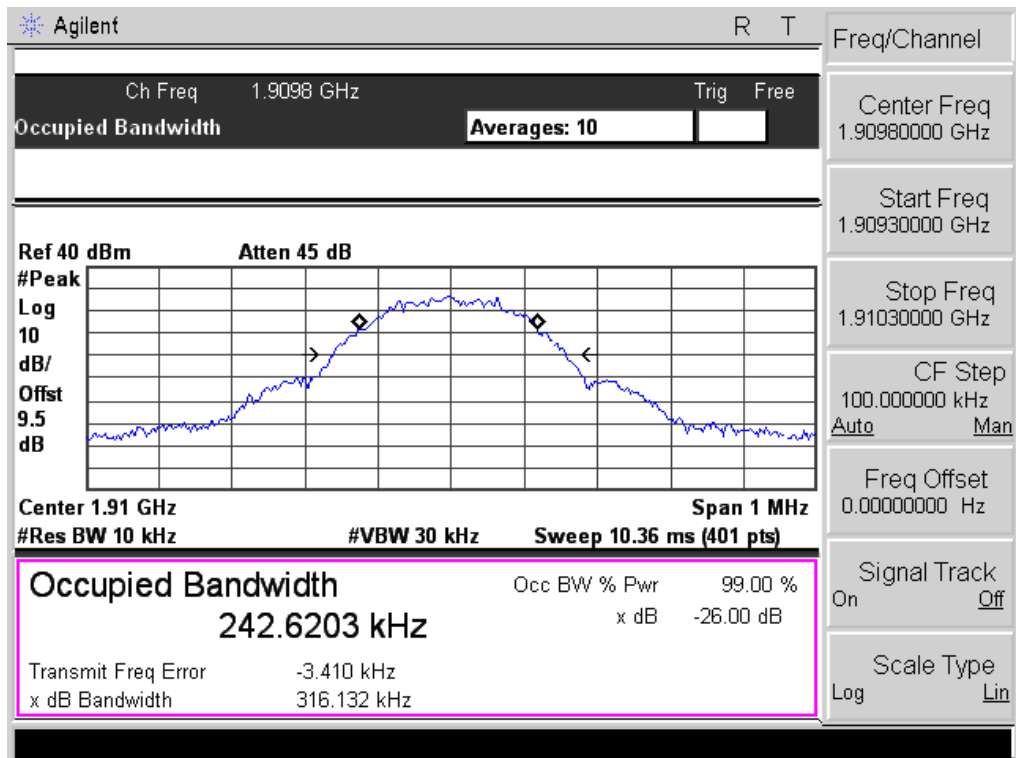 Agilent R T
Ch Freq 1.9098 GHz Trig Free
Occupied Bandwidth Averages: 10
Ref 40 dBm Atten 45 dB
#Peak
Log
10
dB/
Offst
9.5
dB
Center 1.91 GHz Span 1 MHz
#Res BW 10 kHz #VBW 30 kHz Sweep 10.36 ms (401 pts)
Occupied Bandwidth
242.6203 kHz
Occ BW % Pwr 99.00 %
x dB -26.00 dB
Transmit Freq Error -3.410 kHz
x dB Bandwidth 316.132 kHz
Freq/Channel
Center Freq
1.90980000 GHz
Start Freq
1.90930000 GHz
Stop Freq
1.91030000 GHz
CF Step
100.000000 kHz
Auto Man
Freq Offset
0.00000000 Hz
Signal Track
On Off
Scale Type
Log Lin